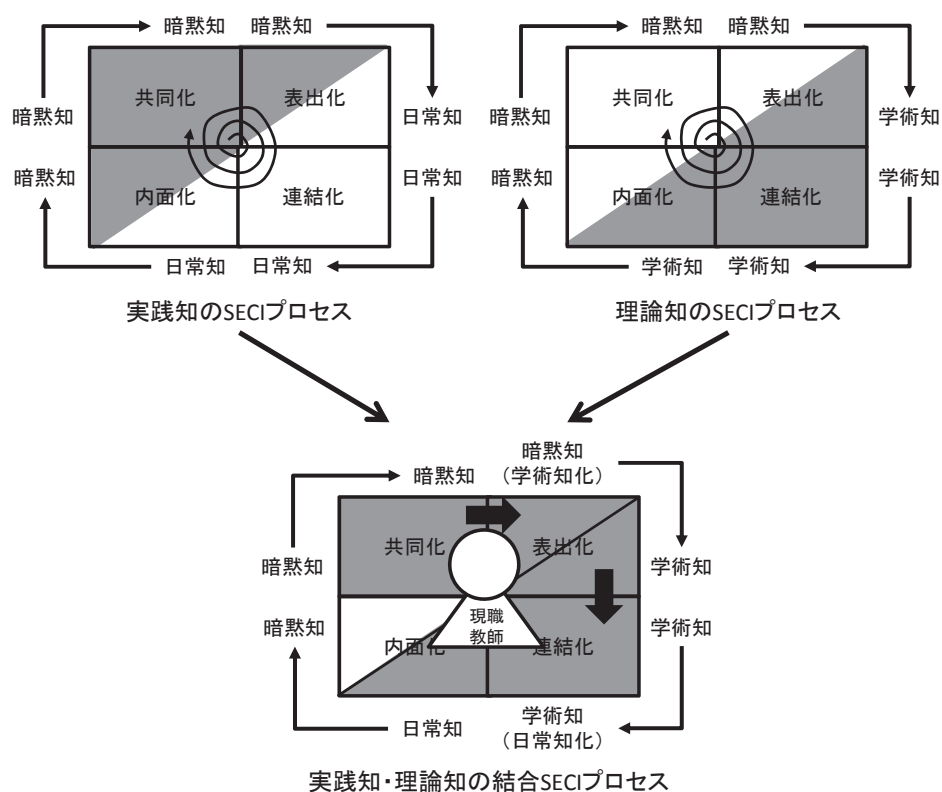 暗黙知 暗黙知
共同化 表出化
暗黙知 日常知
暗黙知 日常知
内面化 連結化
日常知 日常知
実践知のSECIプロセス
暗黙知 暗黙知
共同化 表出化
暗黙知 学術知
暗黙知 学術知
内面化 連結化
学術知 学術知
理論知のSECIプロセス
暗黙知
暗黙知 (学術知化)
共同化 表出化
暗黙知 学術知
暗黙知 学術知
現職
教師
内面化 連結化
日常知 学術知
(日常知化)
実践知・理論知の結合SECIプロセス